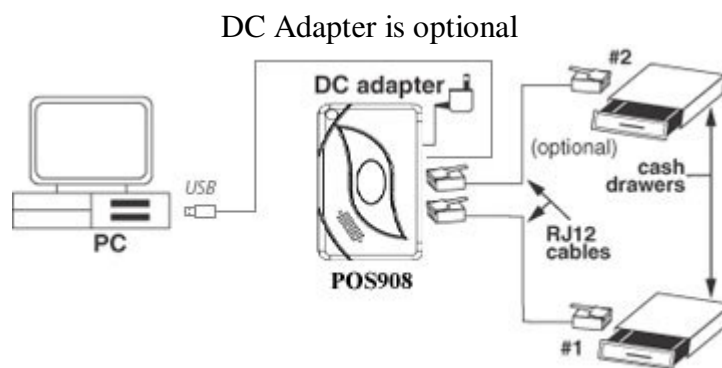 DC Adapter is optional
#2
DC adapter
(optional)
cash
drawers
USB
PC
RJ12
cables
POS908
#1